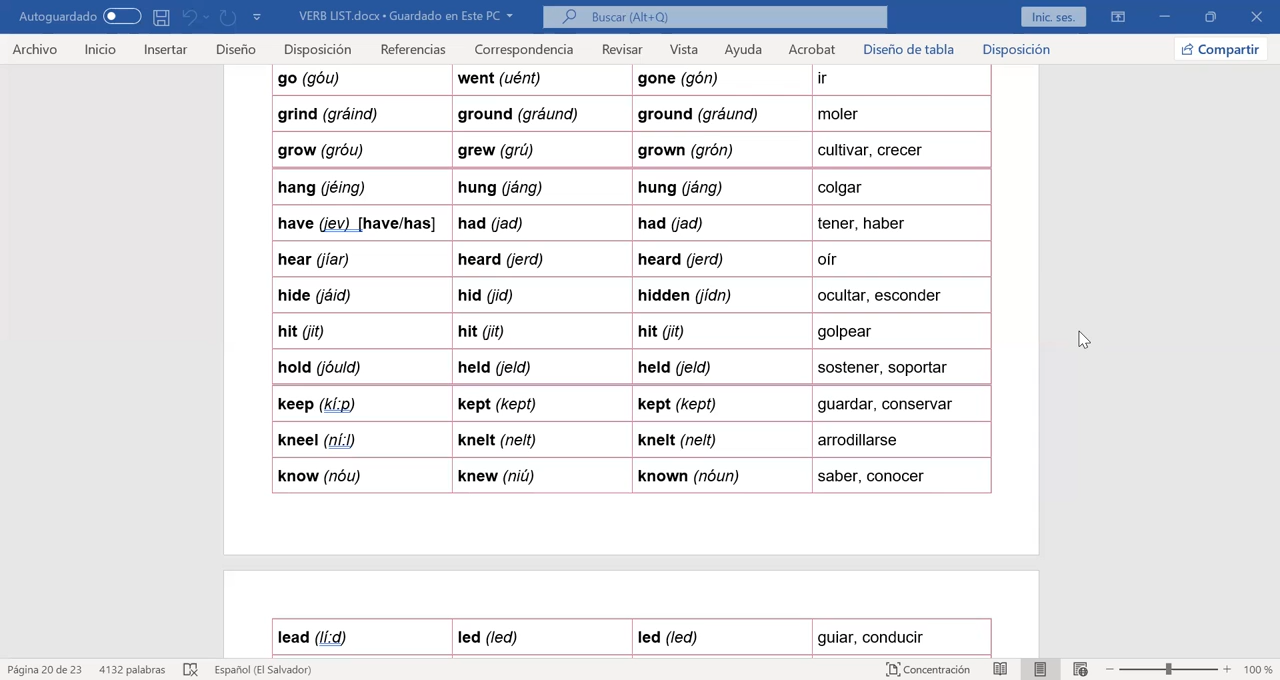 Autoguardado VERB LIST.docx • Guardado en Este PC Buscar (Alt+Q) Inic. ses.
Archivo Inicio Insertar Diseño Disposición Referencias Correspondencia Revisar Vista Ayuda Acrobat Diseño de tabla Disposición Compartir
go (góu) went (uént) gone (gón) ir
grind (gráind) ground (gráund) ground (gráund) moler
grow (gróu) grew (grú) grown (grón) cultivar, crecer
hang (jéing) hung (jáng) hung (jáng) colgar
have (jev) [have/has] had (jad) had (jad) tener, haber
hear (jíar) heard (jerd) heard (jerd) oír
hide (jáid) hid (jid) hidden (jídn) ocultar, esconder
hit (jit) hit (jit) hit (jit) golpear
hold (jóuld) held (jeld) held (jeld) sostener, soportar
keep (kí:p) kept (kept) kept (kept) guardar, conservar
kneel (ní:l) knelt (nelt) knelt (nelt) arrodillarse
know (nóu) knew (niú) known (nóun) saber, conocer
lead (lí:d) led (led) led (led) guiar, conducir
Página 20 de 23 4132 palabras Español (El Salvador) Concentración 100 %